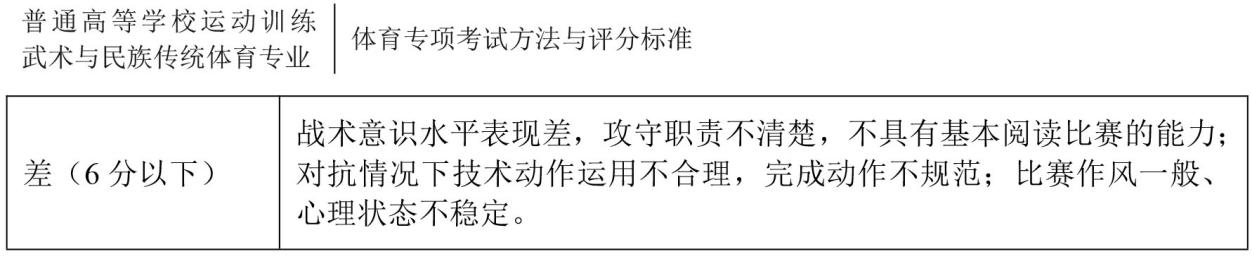 普通高等学校运动训练
武术与民族传统体育专业
体育专项考试方法与评分标准
差（6 分以下）
战术意识水平表现差，攻守职责不清楚，不具有基本阅读比赛的能力；
对抗情况下技术动作运用不合理，完成动作不规范；比赛作风一般、
心理状态不稳定。